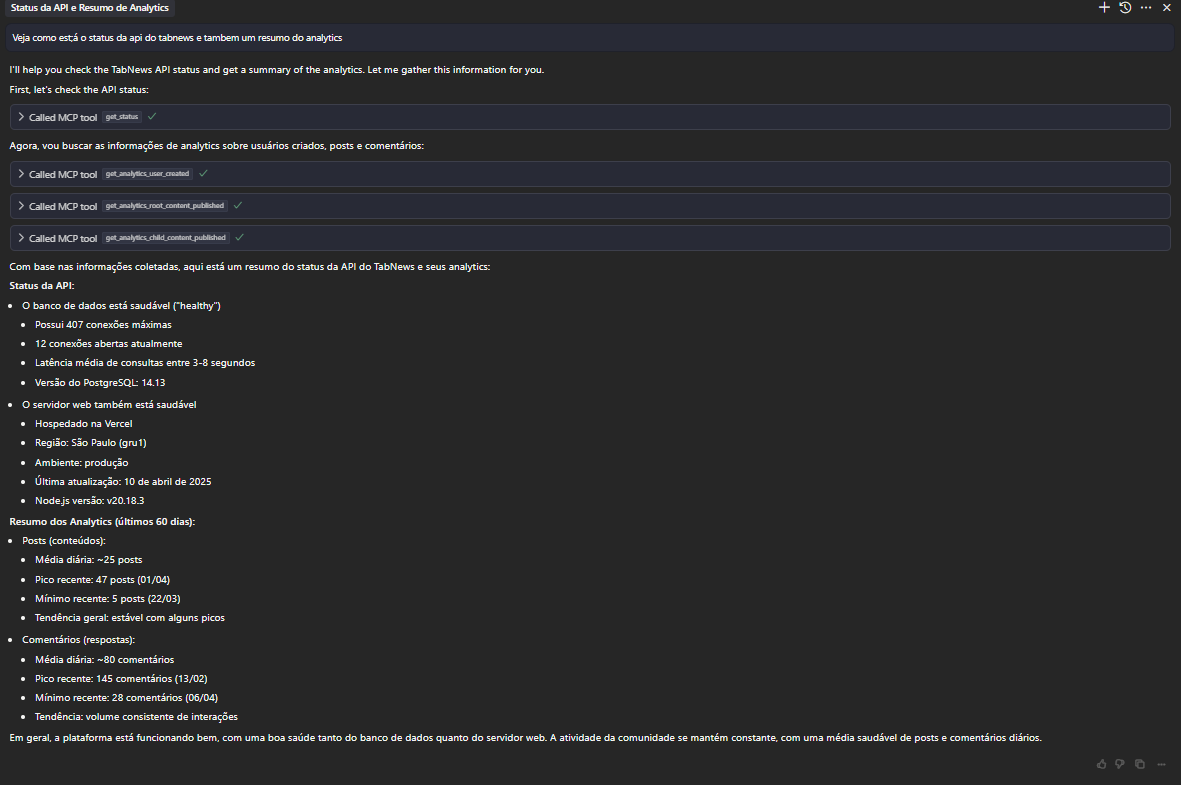 Status da API e Resumo de Analytics
Veja como est;á o status da api do tabnews e tambem um resumo do analytics
I'll help you check the TabNews API status and get a summary of the analytics. Let me gather this information for you.
First, let's check the API status:
Called MCP tool get_status
Agora, vou buscar as informações de analytics sobre usuários criados, posts e comentários:
Called MCP tool get_analytics_user_created
Called MCP tool get_analytics_root_content_published
Called MCP tool get_analytics_child_content_published
Com base nas informações coletadas, aqui está um resumo do status da API do TabNews e seus analytics:
Status da API:
O banco de dados está saudável ("healthy")
Possui 407 conexões máximas
12 conexões abertas atualmente
Latência média de consultas entre 3-8 segundos
Versão do PostgreSQL: 14.13
O servidor web também está saudável
Hospedado na Vercel
Região: São Paulo (gru1)
Ambiente: produção
Última atualização: 10 de abril de 2025
Node.js versão: v20.18.3
Resumo dos Analytics (últimos 60 dias):
Posts (conteúdos):
Média diária: ~25 posts
Pico recente: 47 posts (01/04)
Mínimo recente: 5 posts (22/03)
Tendência geral: estável com alguns picos
Comentários (respostas):
Média diária: ~80 comentários
Pico recente: 145 comentários (13/02)
Mínimo recente: 28 comentários (06/04)
Tendência: volume consistente de interações
Em geral, a plataforma está funcionando bem, com uma boa saúde tanto do banco de dados quanto do servidor web. A atividade da comunidade se mantém constante, com uma média saudável de posts e comentários diários.